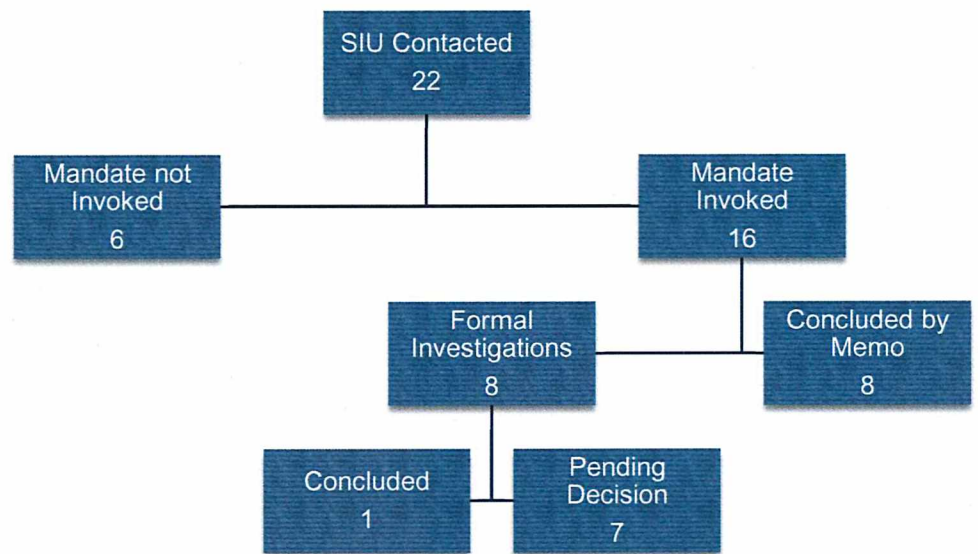 SIU Contacted
22
Mandate not
Invoked
6
Mandate
Invoked
16
Formal
Investigations
8
Concluded by
Memo
8
Concluded
1
Pending
Decision
7